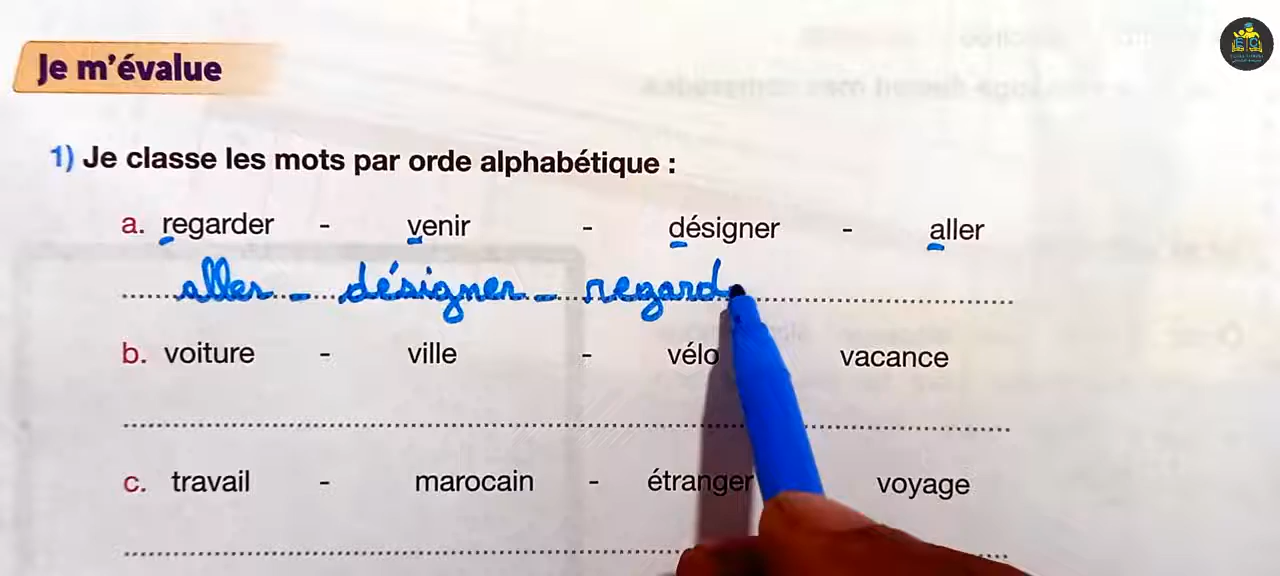 Je m'évalue
1) Je classe les mots par orde alphabétique :
a. regarder - venir - désigner - aller
aller - désigner - regard
b. voiture - ville - vélo vacance
c. travail - marocain - étranger voyage